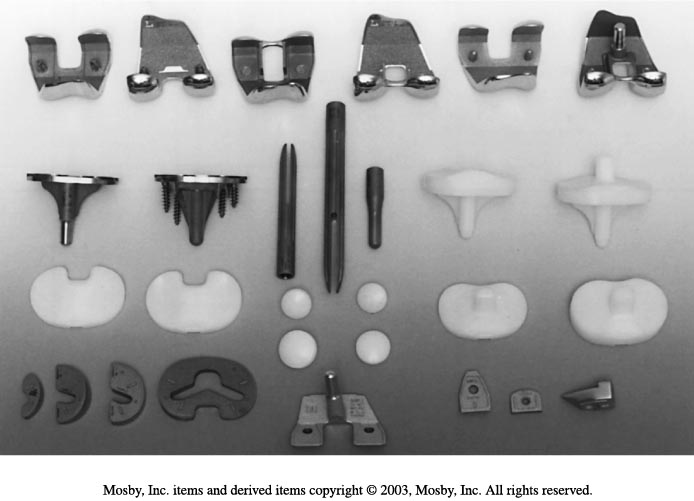 Mosby, Inc. items and derived items copyright © 2003, Mosby, Inc. All rights reserved.